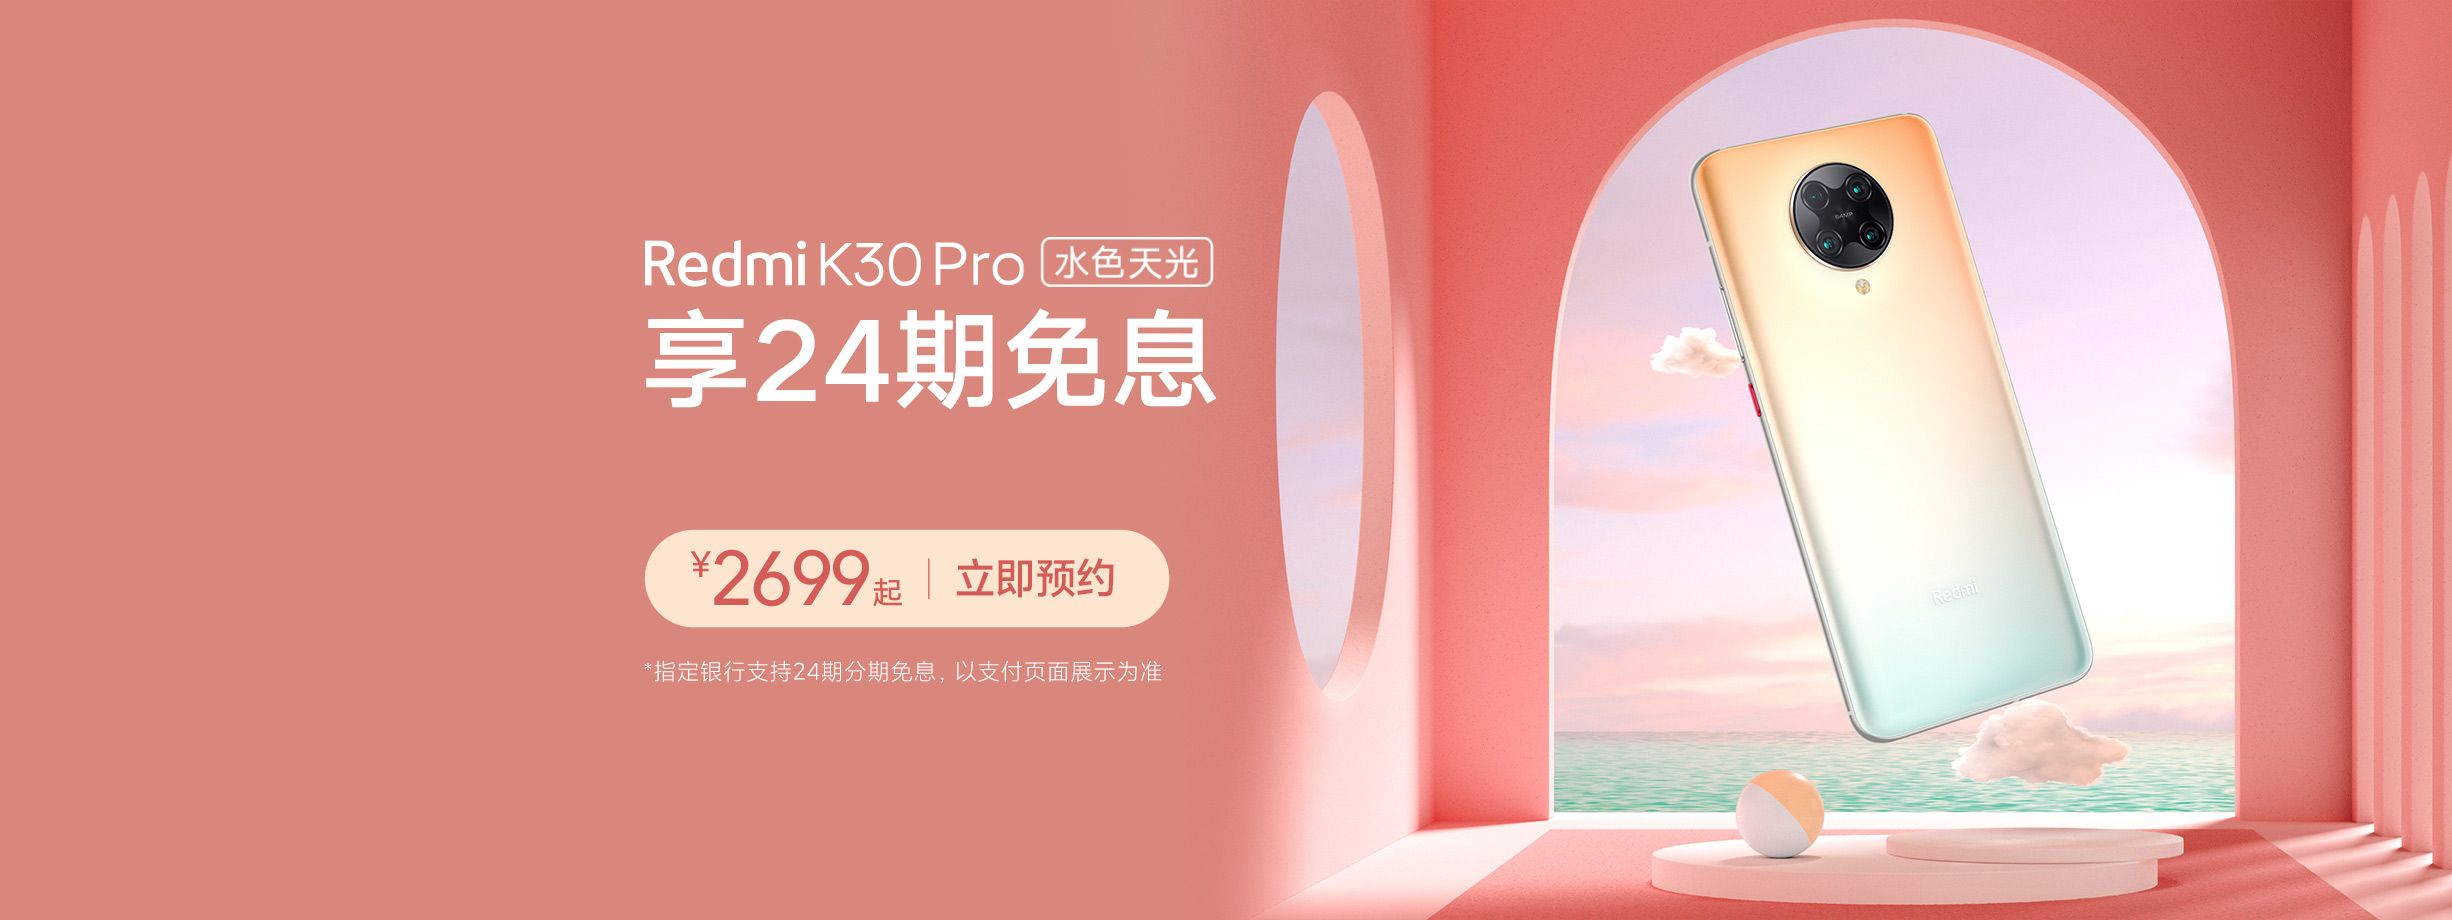 Redmi K30 Pro 水色天光
享24期免息
¥2699起 | 立即预约
*指定银行支持24期分期免息，以支付页面展示为准
64MP
Redmi